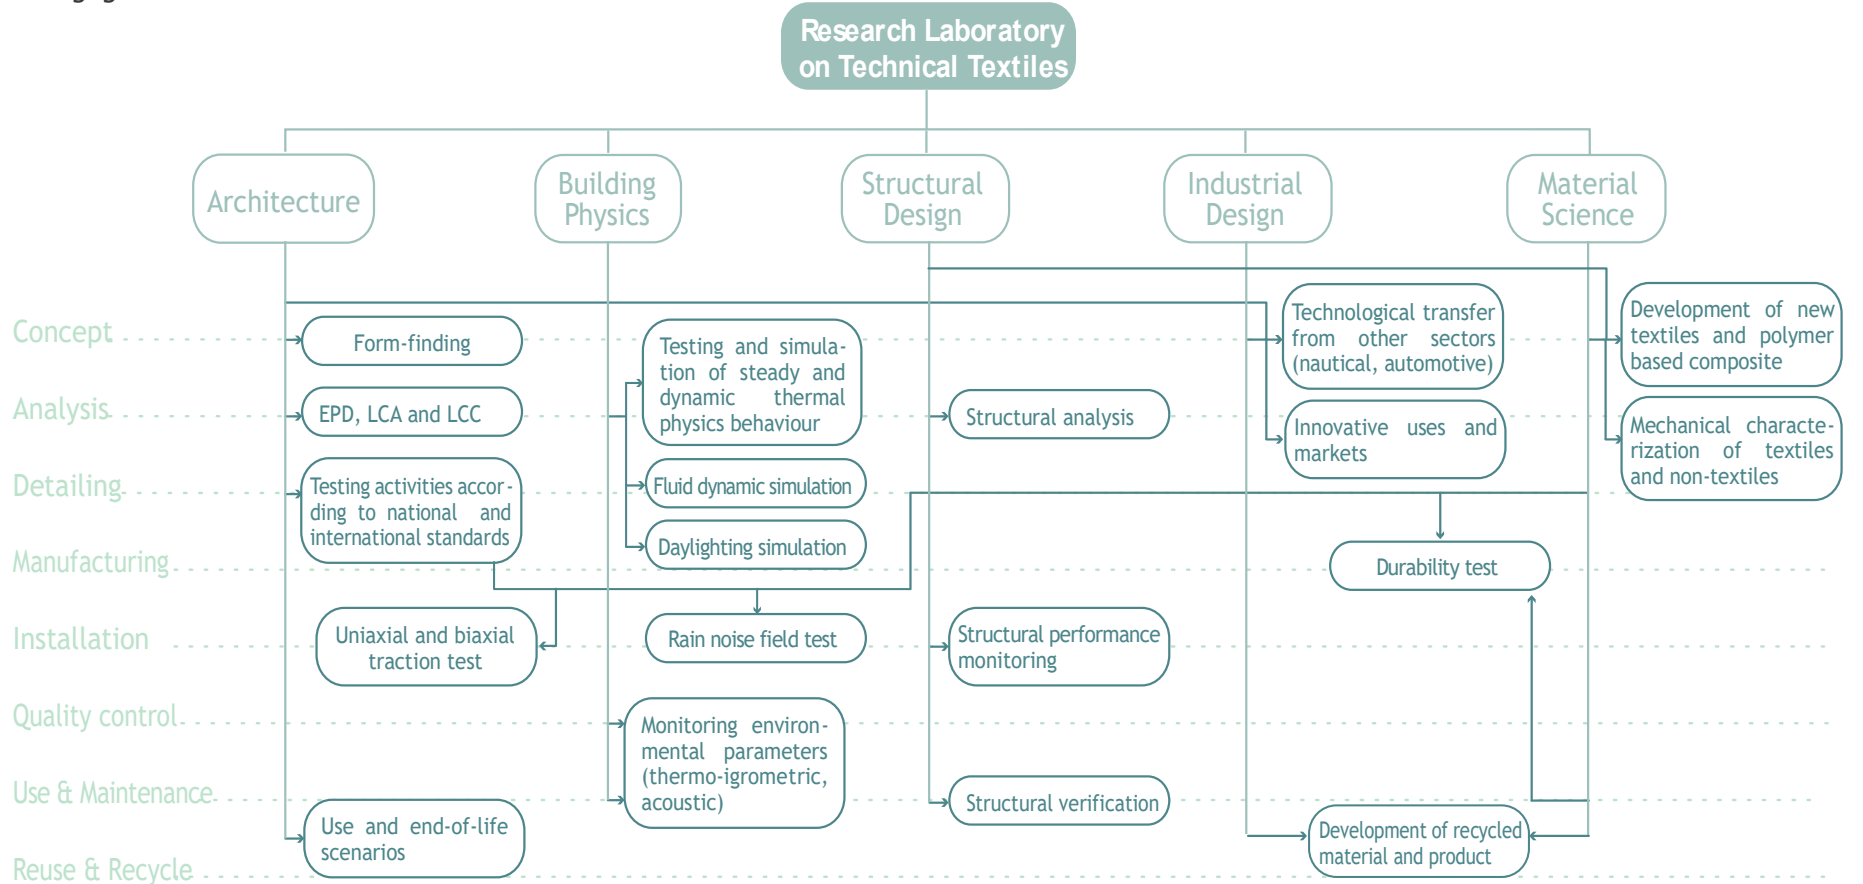 Research Laboratory
on Technical Textiles
Architecture
Building
Physics
Structural
Design
Industrial
Design
Material
Science
Concept
Form-finding
Testing and simula-
tion of steady and
dynamic thermal
physics behaviour
Technological transfer
from other sectors
(nautical, automotive)
Development of new
textiles and polymer
based composite
Analysis
EPD, LCA and LCC
Structural analysis
Innovative uses and
markets
Mechanical characte-
rization of textiles
and non-textiles
Detailing
Testing activities accor-
ding to national and
international standards
Fluid dynamic simulation
Daylighting simulation
Manufacturing
Durability test
Installation
Uniaxial and biaxial
traction test
Rain noise field test
Structural performance
monitoring
Quality control
Monitoring environ-
mental parameters
(thermo-igrometric,
acoustic)
Use & Maintenance
Structural verification
Use and end-of-life
scenarios
Development of recycled
material and product
Reuse & Recycle